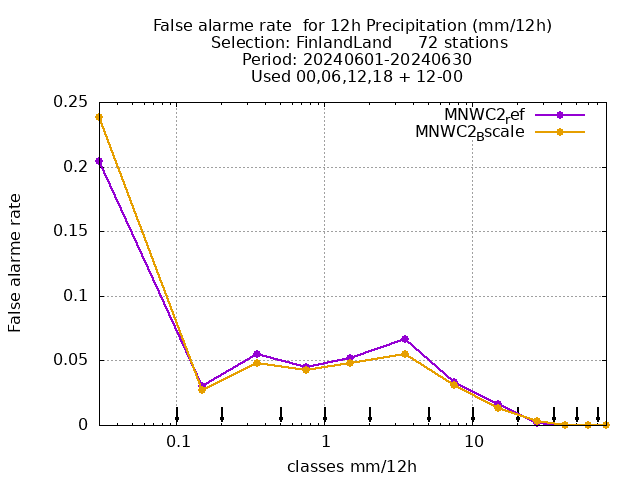 False alarme rate  for 12h Precipitation (mm/12h)
Selection: FinlandLand     72 stations
Period: 20240601-20240630
Used 00,06,12,18 + 12-00
MNWC2ref
MNWC2Bscale
False alarme rate
0.25
0.2
0.15
0.1
0.05
0
0.1
1
10
classes mm/12h